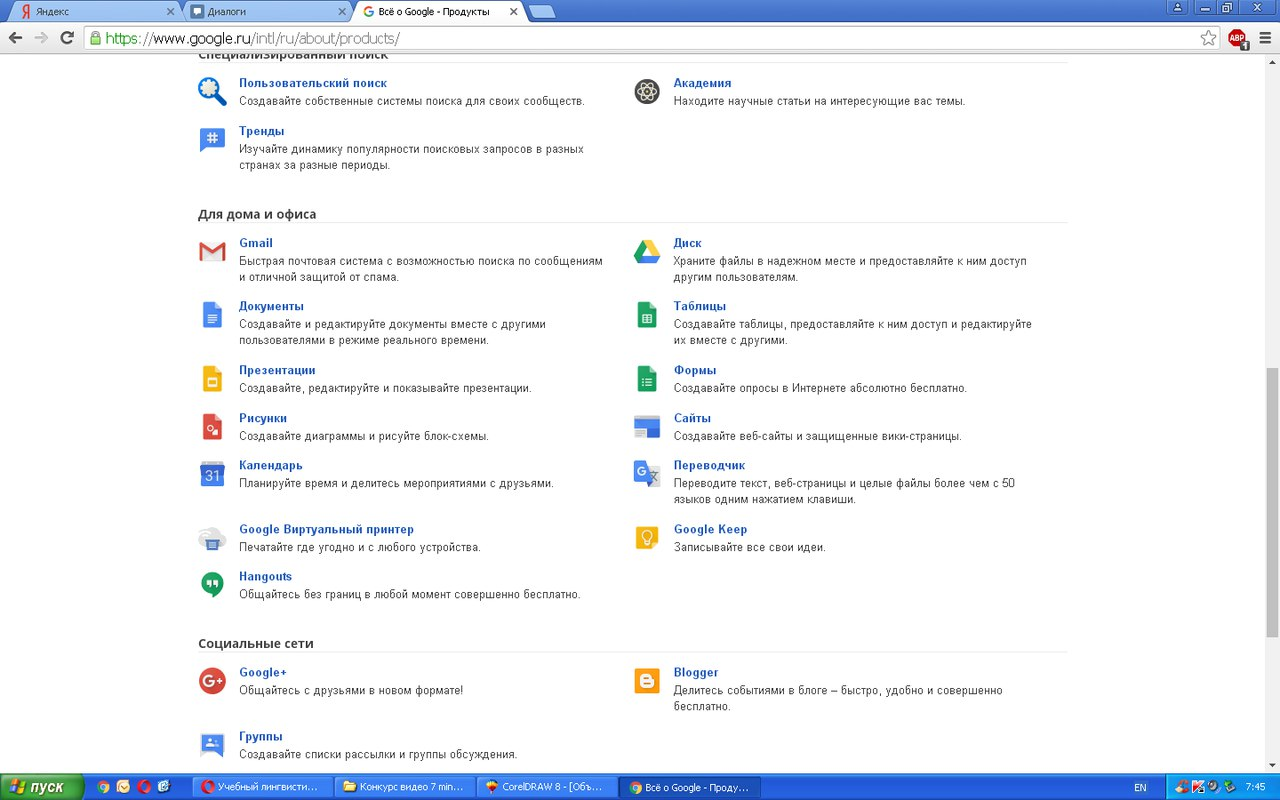 Яндекс
Диалоги
Всё о Google - Продукты
https://www.google.ru/intl/ru/about/products/
ABP
1
Специализированный поиск
Пользовательский поиск
Создавайте собственные системы поиска для своих сообществ.
Академия
Находите научные статьи на интересующие вас темы.
Тренды
Изучайте динамику популярности поисковых запросов в разных
странах за разные периоды.
Для дома и офиса
Gmail
Быстрая почтовая система с возможностью поиска по сообщениям
и отличной защитой от спама.
Диск
Храните файлы в надежном месте и предоставляйте к ним доступ
другим пользователям.
Документы
Создавайте и редактируйте документы вместе с другими
пользователями в режиме реального времени.
Таблицы
Создавайте таблицы, предоставляйте к ним доступ и редактируйте
их вместе с другими.
Презентации
Создавайте, редактируйте и показывайте презентации.
Формы
Создавайте опросы в Интернете абсолютно бесплатно.
Рисунки
Создавайте диаграммы и рисуйте блок-схемы.
Сайты
Создавайте веб-сайты и защищенные вики-страницы.
31
Календарь
Планируйте время и делитесь мероприятиями с друзьями.
Переводчик
Переводите текст, веб-страницы и целые файлы более чем с 50
языков одним нажатием клавиши.
Google Виртуальный принтер
Печатайте где угодно и с любого устройства.
Google Keep
Записывайте все свои идеи.
Hangouts
Общайтесь без границ в любой момент совершенно бесплатно.
Социальные сети
G+
Google+
Общайтесь с друзьями в новом формате!
Blogger
Делитесь событиями в блоге – быстро, удобно и совершенно
бесплатно.
Группы
Создавайте списки рассылки и группы обсуждения.
пуск
Учебный лингвисти...
Конкурс видео 7 min...
CorelDRAW 8 - [Объ...
Всё о Google - Проду...
EN
7:45